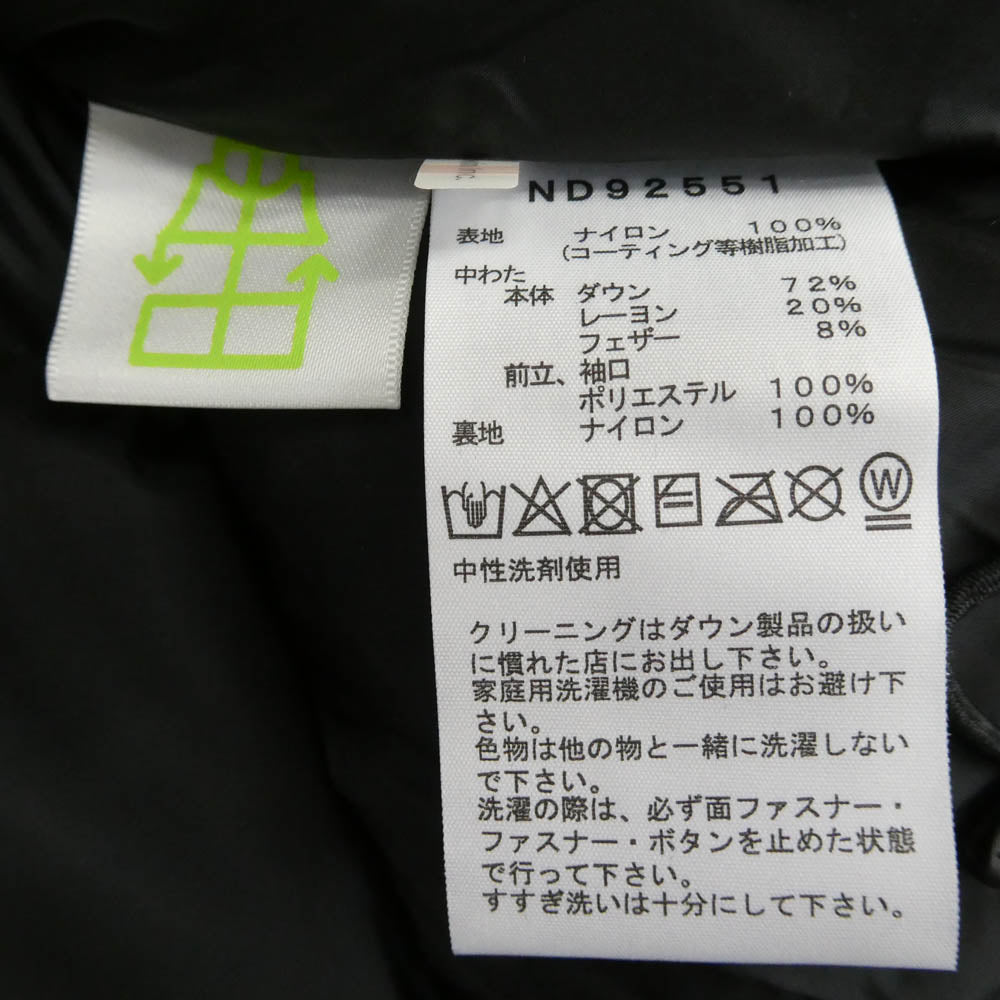 ND92551
表地 ナイロン 100%
(コーティング等樹脂加工)
中わた
本体 ダウン 72%
レーヨン 20%
フェザー 8%
前立、袖口
ポリエステル 100%
裏地 ナイロン 100%
W
中性洗剤使用
クリーニングはダウン製品の扱い
に慣れた店にお出し下さい。
家庭用洗濯機のご使用はお避け下
さい。
色物は他の物と一緒に洗濯しない
で下さい。
洗濯の際は、必ず面ファスナー・
ファスナー・ボタンを止めた状態
で行って下さい。
すすぎ洗いは十分にして下さい。